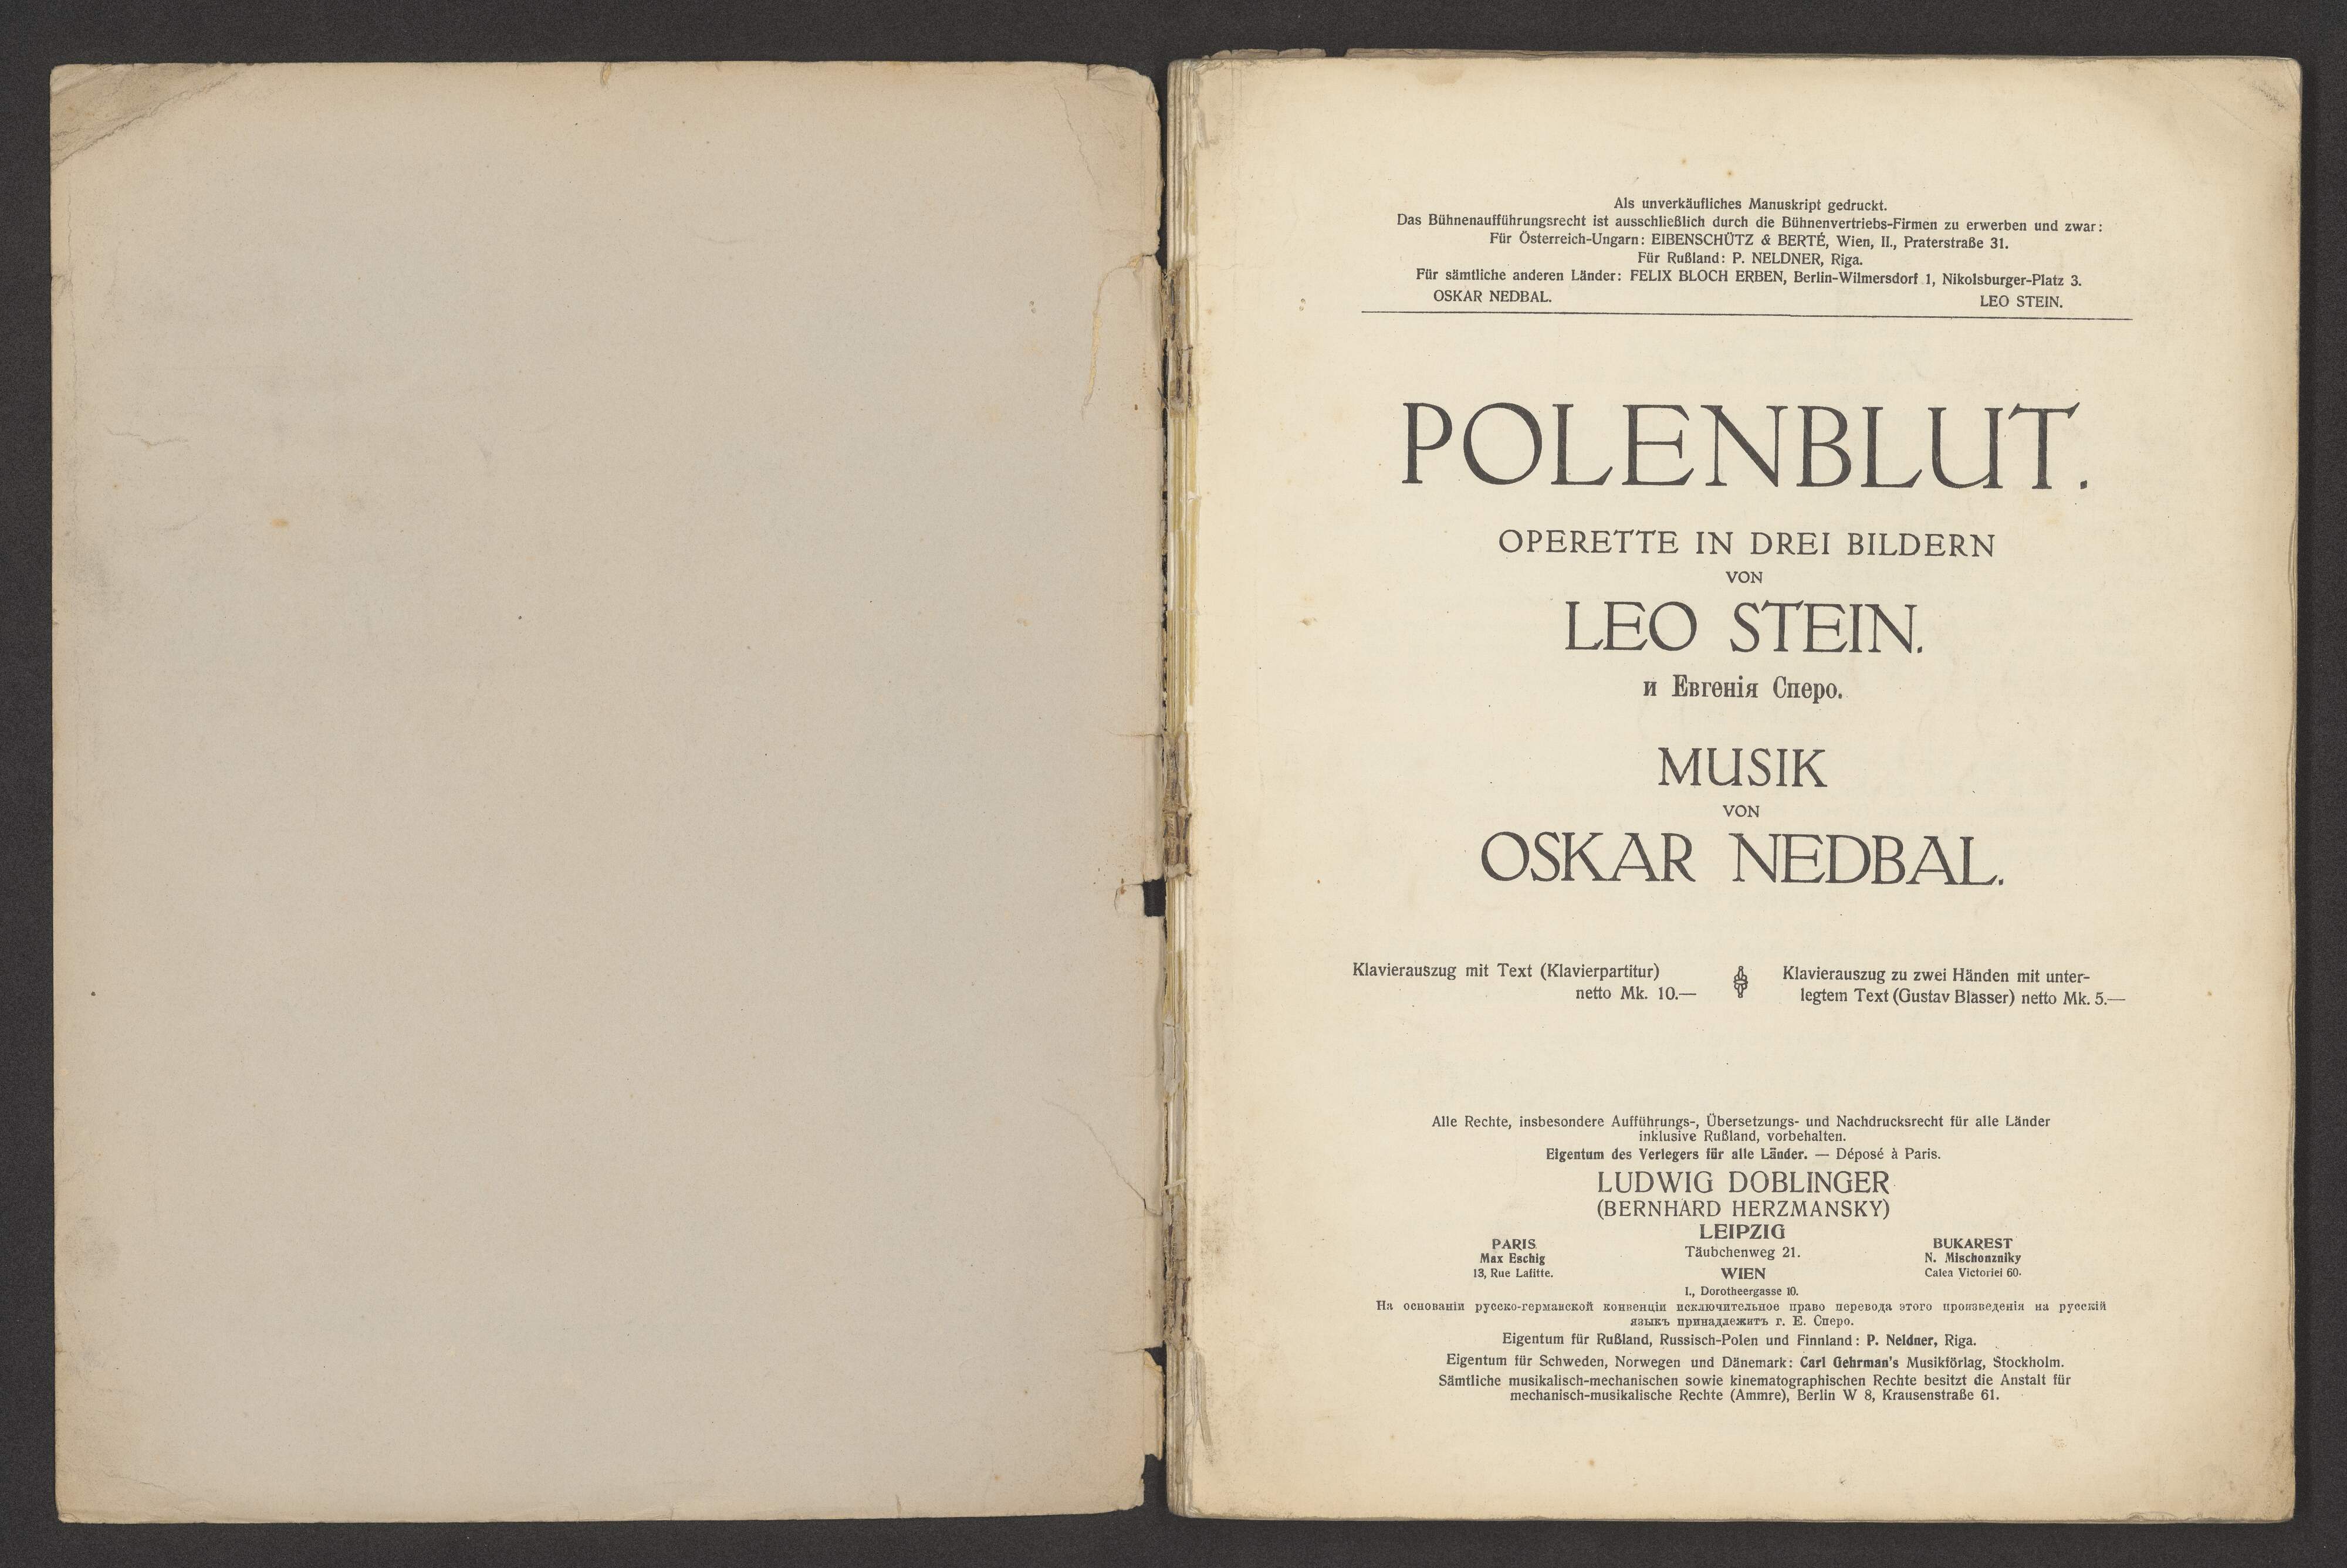 Als unverkäufliches Manuskript gedruckt.
Das Bühnenaufführungsrecht ist ausschließlich durch die Bühnenvertriebs-Firmen zu erwerben und zwar:
Für Österreich-Ungarn: EIBENSCHÜTZ & BERTÉ, Wien, II., Praterstraße 31.
Für Rußland: P. NELDNER, Riga.
Für sämtliche anderen Länder: FELIX BLOCH ERBEN, Berlin-Wilmersdorf 1, Nikolsburger-Platz 3.
OSKAR NEDBAL. LEO STEIN.
POLENBLUT.
OPERETTE IN DREI BILDERN
VON
LEO STEIN.
и Евгенія Сперо.
MUSIK
VON
OSKAR NEDBAL.
Klavierauszug mit Text (Klavierpartitur)
netto Mk. 10.—
Klavierauszug zu zwei Händen mit unter-
legtem Text (Gustav Blasser) netto Mk. 5.—
Alle Rechte, insbesondere Aufführungs-, Übersetzungs- und Nachdrucksrecht für alle Länder
inklusive Rußland, vorbehalten.
Eigentum des Verlegers für alle Länder. — Déposé à Paris.
LUDWIG DOBLINGER
(BERNHARD HERZMANSKY)
LEIPZIG
Täubchenweg 21.
WIEN
I., Dorotheergasse 10.
PARIS
Max Eschig
13, Rue Lafitte.
BUKAREST
N. Mischonzniky
Calea Victoriei 60.
На основаніи русско-германской конвенціи исключительное право перевода этого произведенія на русскій
языкъ принадлежитъ г. Е. Сперо.
Eigentum für Rußland, Russisch-Polen und Finnland: P. Neldner, Riga.
Eigentum für Schweden, Norwegen und Dänemark: Carl Gehrman's Musikförlag, Stockholm.
Sämtliche musikalisch-mechanischen sowie kinematographischen Rechte besitzt die Anstalt für
mechanisch-musikalische Rechte (Ammre), Berlin W 8, Krausenstraße 61.